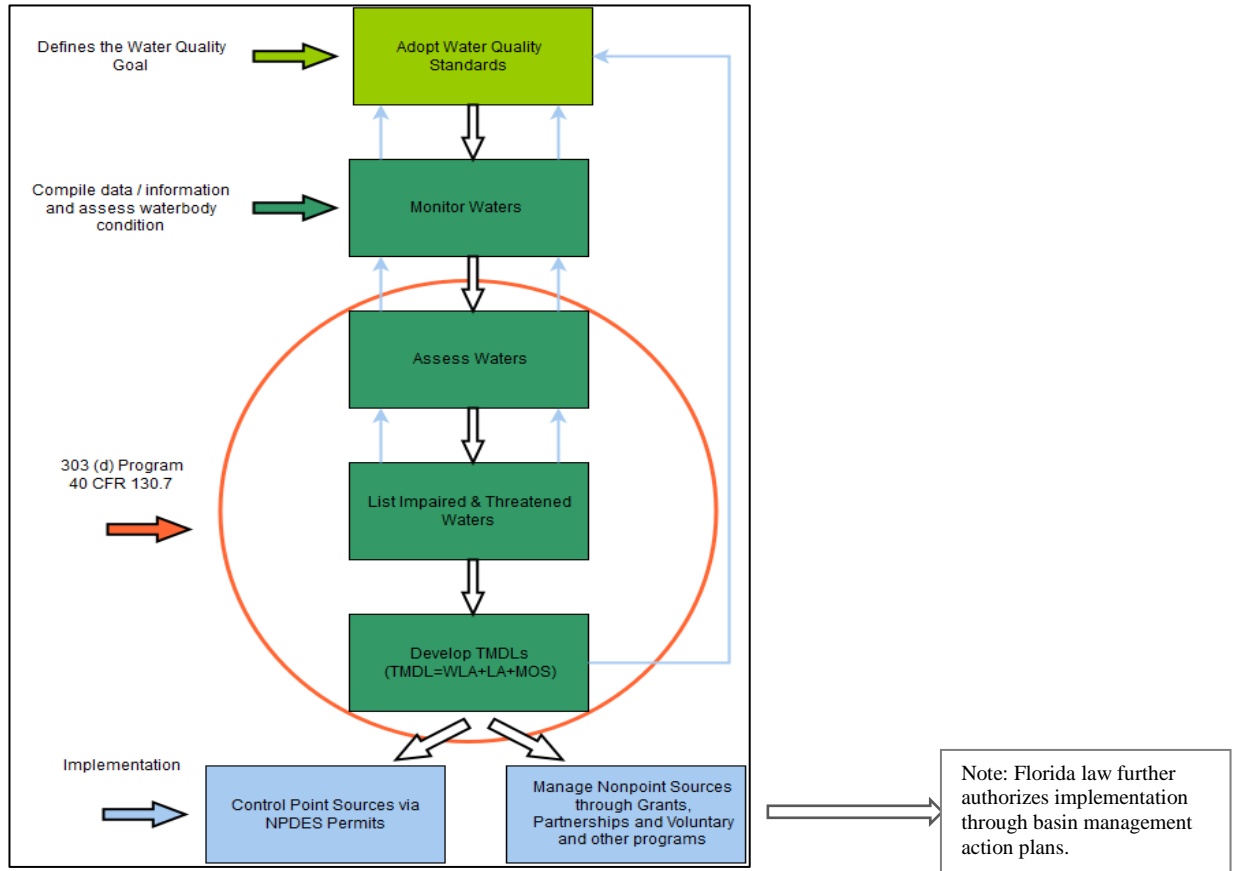 Defines the Water Quality
Goal
Adopt Water Quality
Standards
Compile data / information
and assess waterbody
condition
Monitor Waters
Assess Waters
303 (d) Program
40 CFR 130.7
List Impaired & Threatened
Waters
Develop TMDLs
(TMDL=WLA+LA+MOS)
Implementation
Control Point Sources via
NPDES Permits
Manage Nonpoint Sources
through Grants,
Partnerships and Voluntary
and other programs
Note: Florida law further
authorizes implementation
through basin management
action plans.